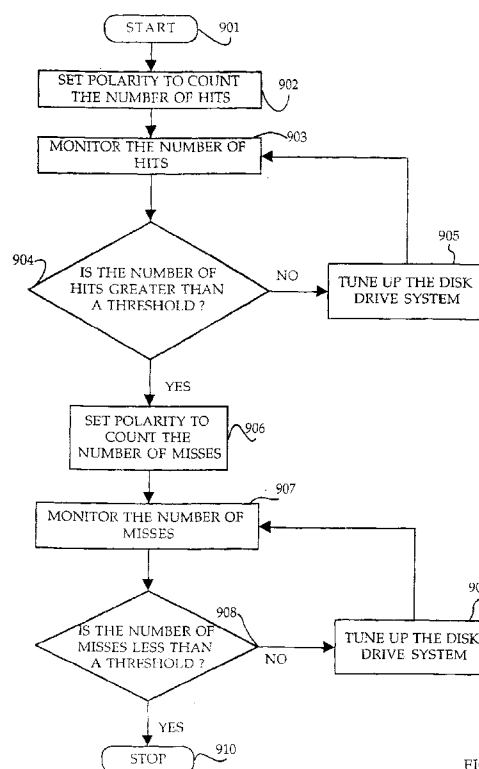 START
901
SET POLARITY TO COUNT
THE NUMBER OF HITS
902
903
MONITOR THE NUMBER OF
HITS
904
IS THE NUMBER OF
HITS GREATER THAN
A THRESHOLD ?
NO
905
TUNE UP THE DISK
DRIVE SYSTEM
YES
SET POLARITY TO
COUNT THE
NUMBER OF MISSES
906
907
MONITOR THE NUMBER OF
MISSES
908
IS THE NUMBER OF
MISSES LESS THAN
A THRESHOLD ?
NO
TUNE UP THE DISK
DRIVE SYSTEM
YES
STOP
910